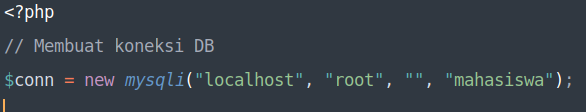 <?php
// Membuat koneksi DB
$conn = new mysqli("localhost", "root", "", "mahasiswa");